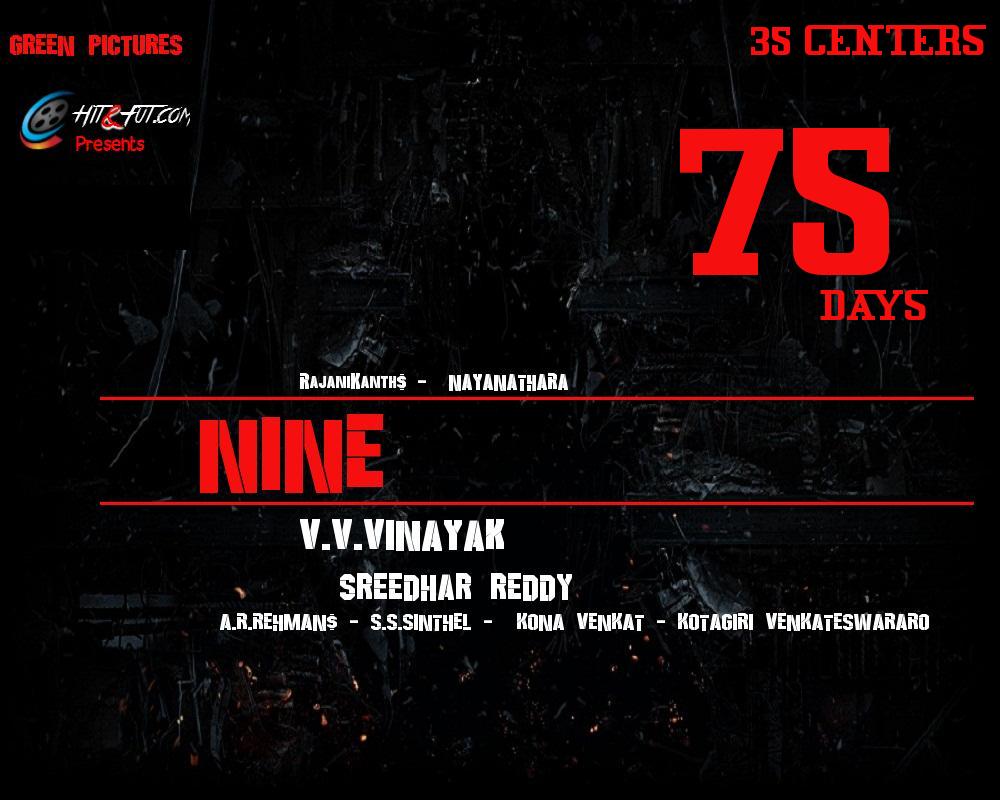 GREEN PICTURES
35 CENTERS
HIT&FUT.COM
Presents
75
DAYS
RAJANIKANTH$ - NAYANATHARA
NINE
V.V.VINAYAK
SREEDHAR REDDY
A.R.REHMAN$ - S.S.SINTHEL - KONA VENKAT - KOTAGIRI VENKATESWARARO